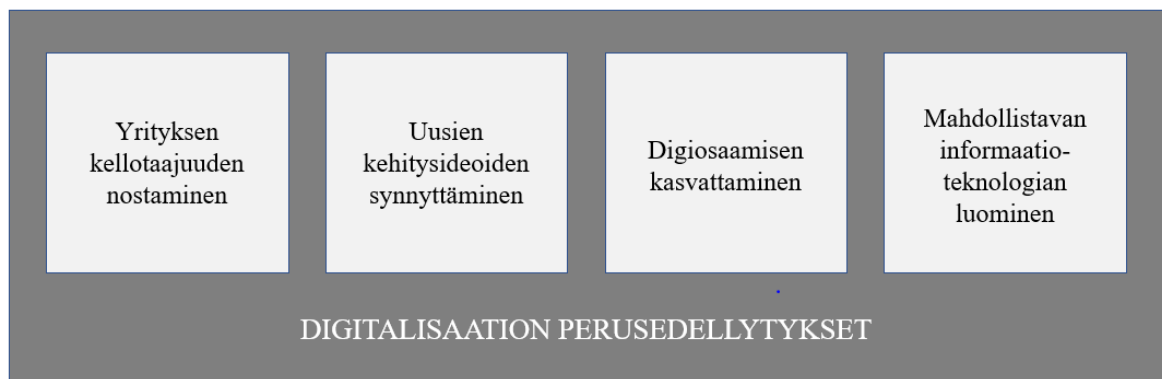 Yrityksen
kellotaajuuden
nostaminen
Uusien
kehitysideoiden
synnyttäminen
Digiosaamisen
kasvattaminen
Mahdollistavan
informaatio-
teknologian
luominen
DIGITALISAATION PERUSEDELLYTYKSET